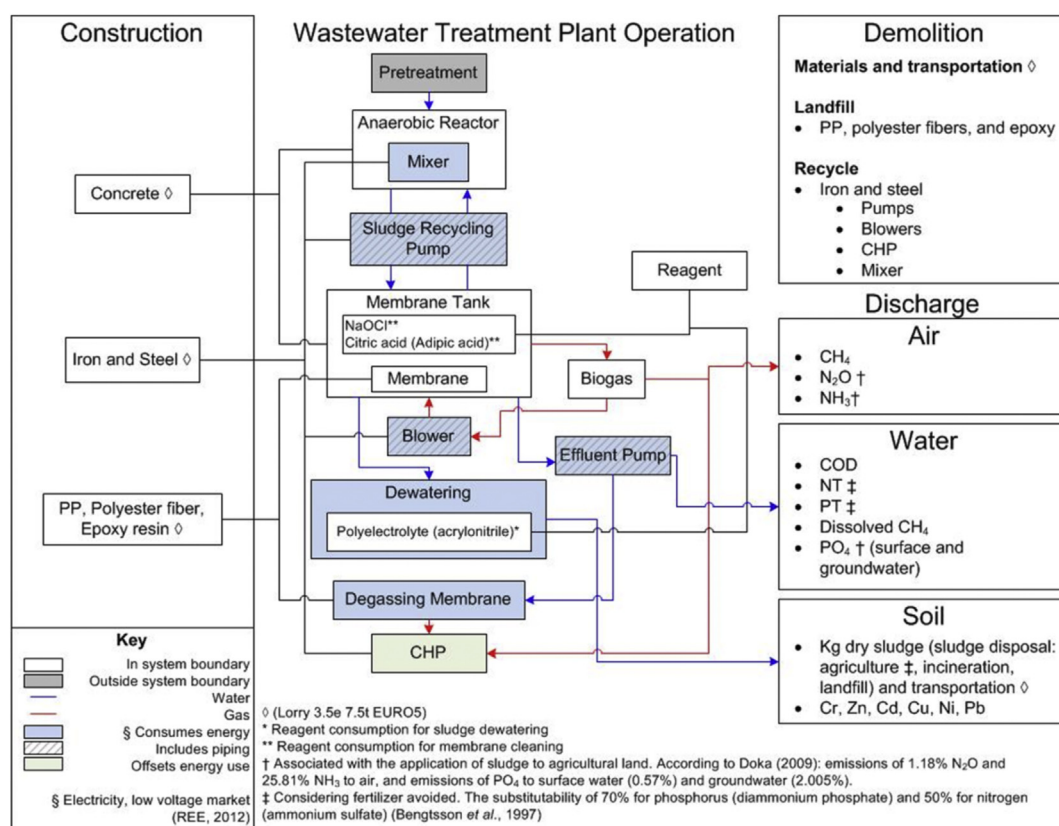 Construction
Concrete ◊
Iron and Steel ◊
PP, Polyester fiber,
Epoxy resin ◊
Key
In system boundary
Outside system boundary
Water
Gas
§ Consumes energy
Includes piping
Offsets energy use
§ Electricity, low voltage market
(REE, 2012)
Wastewater Treatment Plant Operation
Pretreatment
Anaerobic Reactor
Mixer
Sludge Recycling
Pump
Reagent
Membrane Tank
NaOCl**
Citric acid (Adipic acid)**
Membrane
Biogas
Blower
Effluent Pump
Dewatering
Polyelectrolyte (acrylonitrile)*
Degassing Membrane
CHP
◊ (Lorry 3.5e 7.5t EURO5)
* Reagent consumption for sludge dewatering
** Reagent consumption for membrane cleaning
† Associated with the application of sludge to agricultural land. According to Doka (2009): emissions of 1.18% N₂O and
25.81% NH₃ to air, and emissions of PO₄ to surface water (0.57%) and groundwater (2.005%).
‡ Considering fertilizer avoided. The substitutability of 70% for phosphorus (diammonium phosphate) and 50% for nitrogen
(ammonium sulfate) (Bengtsson et al., 1997)
Demolition
Materials and transportation ◊
Landfill
• PP, polyester fibers, and epoxy
Recycle
• Iron and steel
• Pumps
• Blowers
• CHP
• Mixer
Discharge
Air
• CH₄
• N₂O †
• NH₃†
Water
• COD
• NT ‡
• PT ‡
• Dissolved CH₄
• PO₄ † (surface and
groundwater)
Soil
• Kg dry sludge (sludge disposal:
agriculture ‡, incineration,
landfill) and transportation ◊
• Cr, Zn, Cd, Cu, Ni, Pb